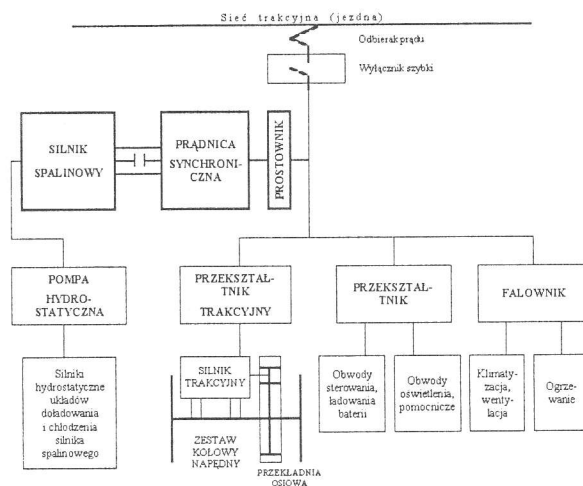 Sieć trakcyjna (jezdna)
Odbierak prądu
Wyłącznik szybki
SILNIK
SPALINOWY
PRĄDNICA
SYNCHRONI-
CZNA
PROSTOWNIK
POMPA
HYDRO-
STATYCZNA
PRZEKSZTAŁ-
TNIK
TRAKCYJNY
PRZEKSZTAŁ-
TNIK
FALOWNIK
Silniki
hydrostatyczne
układów
doładowania
i chłodzenia
silnika
spalinowego
SILNIK
TRAKCYJNY
ZESTAW
KOŁOWY
NAPĘDNY
PRZEKŁADNIA
OSIOWA
Obwody
sterowania,
ładowania
baterii
Obwody
oświetlenia,
pomocnicze
Klimaty-
zacja,
wenty-
lacja
Ogrze-
wanie